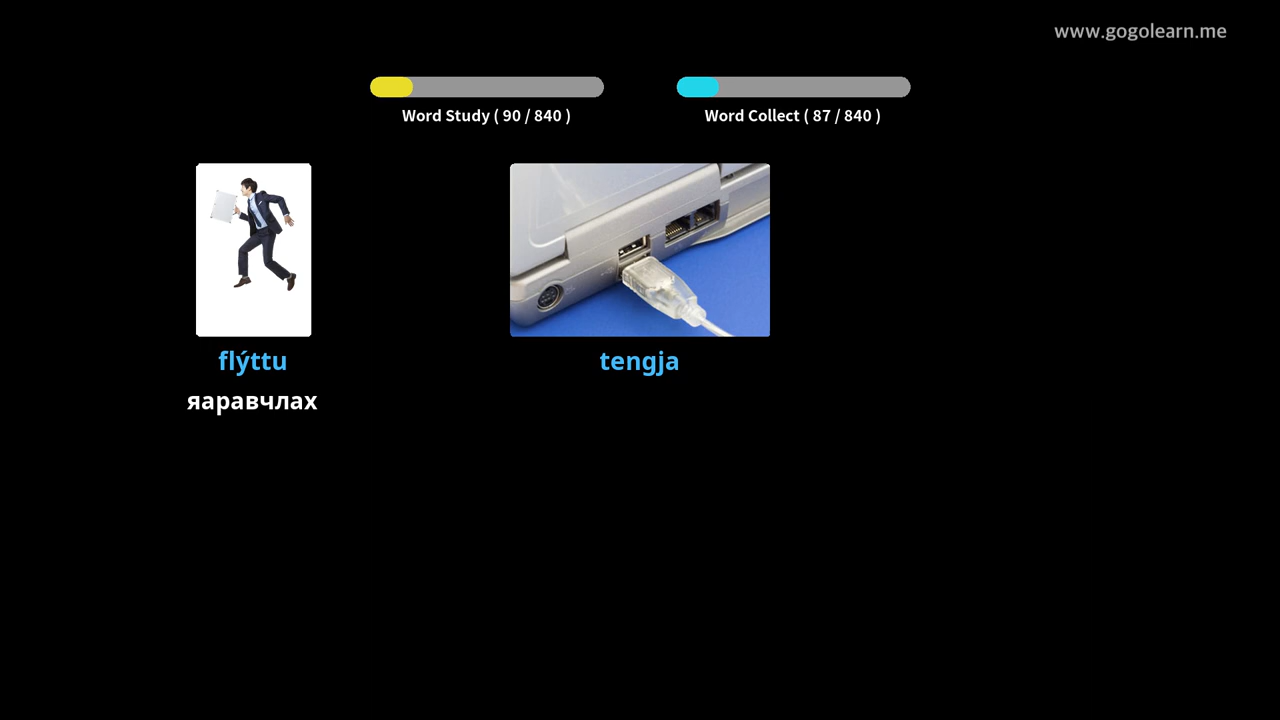 www.gogolearn.me
Word Study ( 90 / 840 )
Word Collect ( 87 / 840 )
flýttu
tengja
яаравчлах